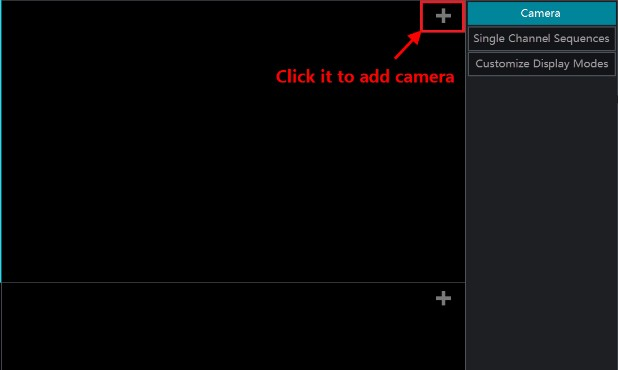 Camera
Single Channel Sequences
Customize Display Modes
Click it to add camera